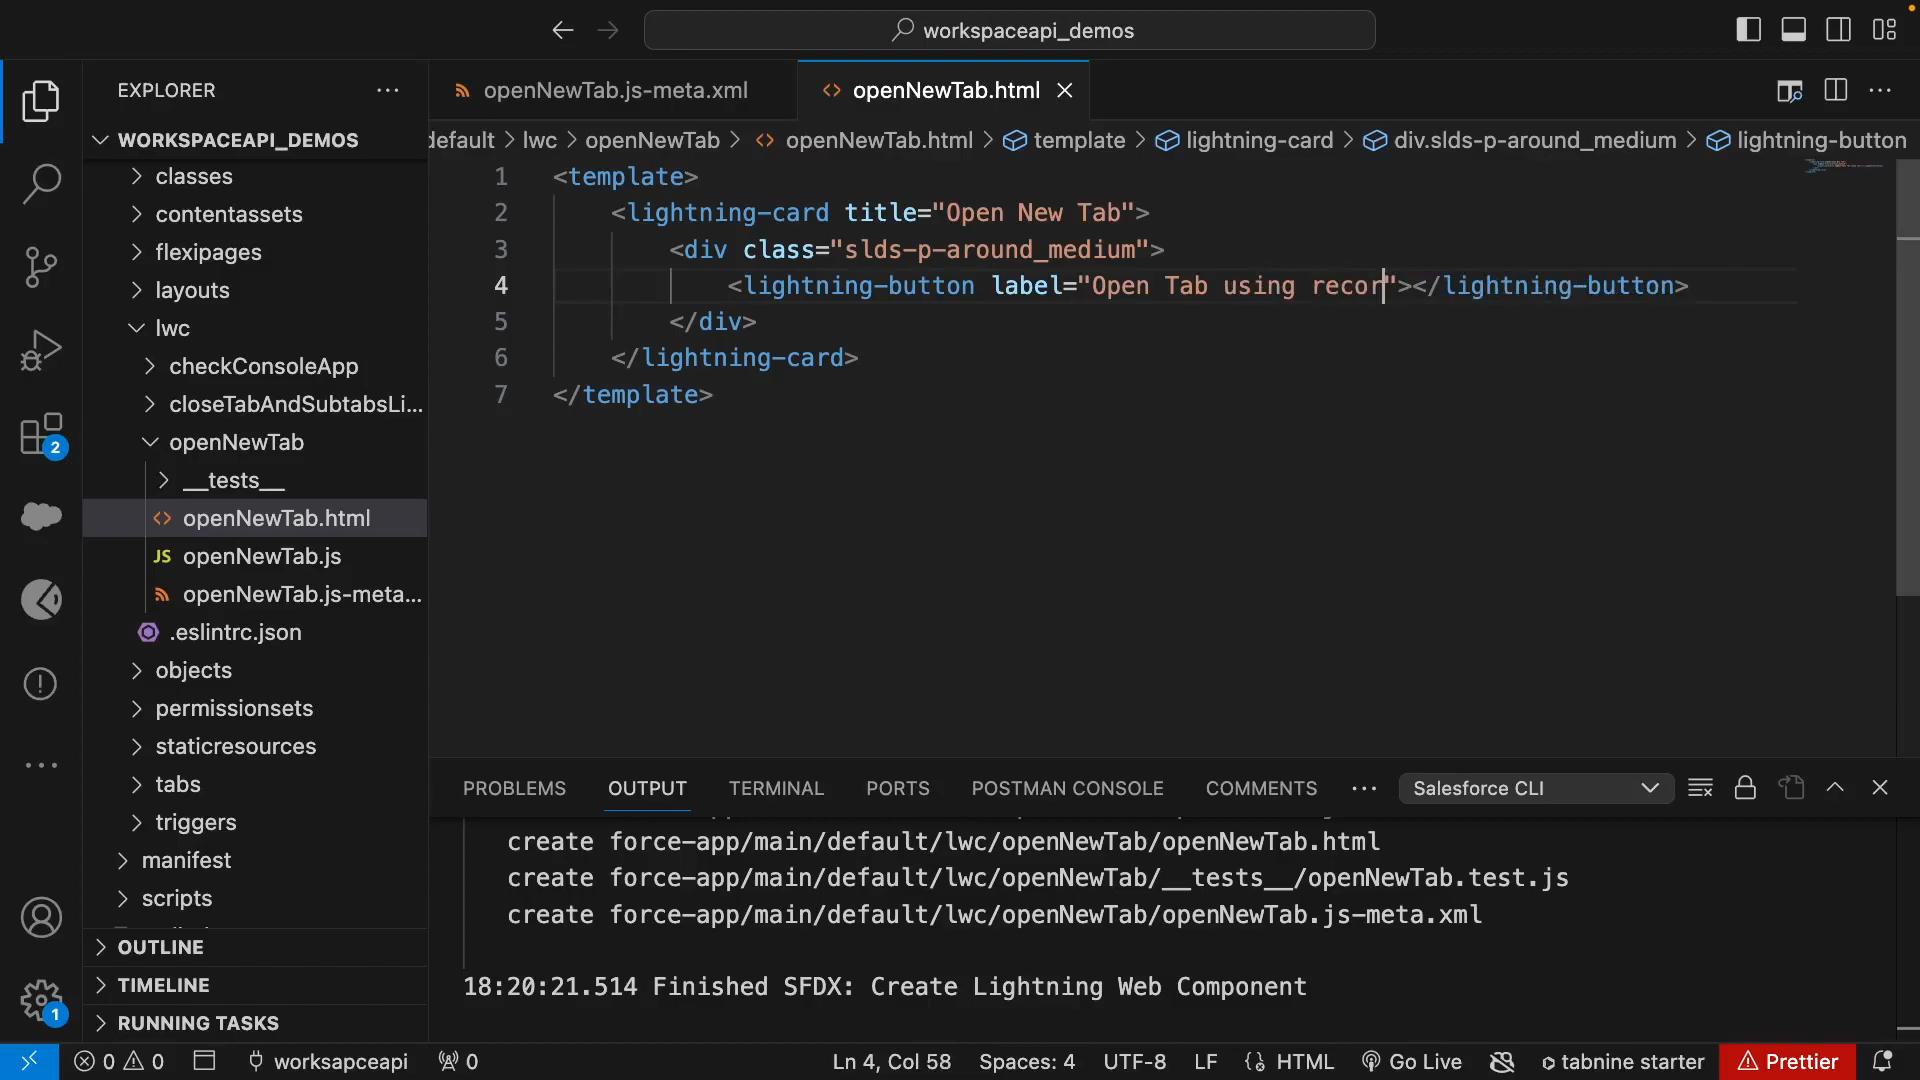 workspaceapi_demos
EXPLORER
openNewTab.js-meta.xml
openNewTab.html
WORKSPACEAPI_DEMOS
default > lwc > openNewTab > openNewTab.html > template > lightning-card > div.slds-p-around_medium > lightning-button
classes
contentassets
flexipages
layouts
lwc
checkConsoleApp
closeTabAndSubtabsLi...
openNewTab
__tests__
openNewTab.html
JS openNewTab.js
openNewTab.js-meta...
.eslintrc.json
objects
permissionsets
staticresources
tabs
triggers
manifest
scripts
OUTLINE
TIMELINE
RUNNING TASKS
2
1
1 <template>
2 <lightning-card title="Open New Tab">
3 <div class="slds-p-around_medium">
4 <lightning-button label="Open Tab using recor"></lightning-button>
5 </div>
6 </lightning-card>
7 </template>
PROBLEMS OUTPUT TERMINAL PORTS POSTMAN CONSOLE COMMENTS ... Salesforce CLI
create force-app/main/default/lwc/openNewTab/openNewTab.html
create force-app/main/default/lwc/openNewTab/__tests__/openNewTab.test.js
create force-app/main/default/lwc/openNewTab/openNewTab.js-meta.xml
18:20:21.514 Finished SFDX: Create Lightning Web Component
0 0 worksapceapi 0 Ln 4, Col 58 Spaces: 4 UTF-8 LF HTML Go Live tabnine starter Prettier